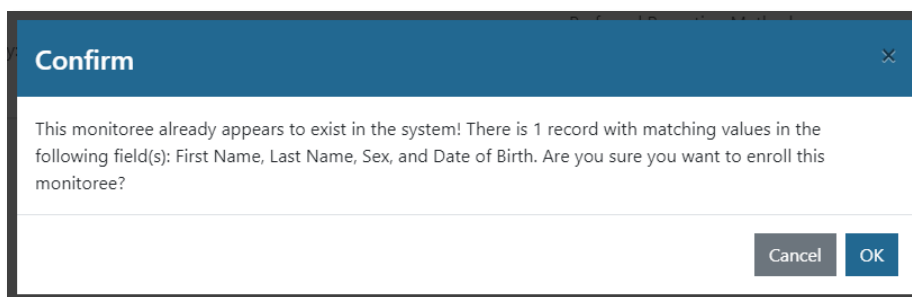 Confirm
×
This monitoree already appears to exist in the system! There is 1 record with matching values in the
following field(s): First Name, Last Name, Sex, and Date of Birth. Are you sure you want to enroll this
monitoree?
Cancel OK